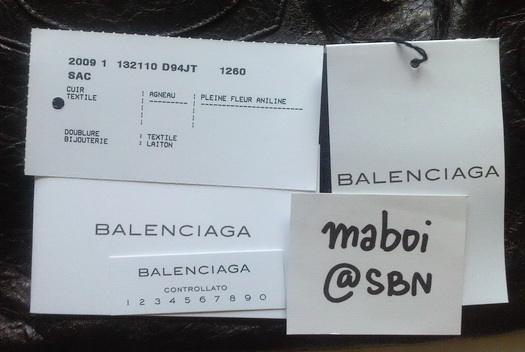 2009 1 132110 D94JT 1260
SAC
CUIR AGNEAU PLEINE FLEUR ANILINE
TEXTILE
DOUBLURE TEXTILE
BIJOUTERIE LAITON
BALENCIAGA
BALENCIAGA
BALENCIAGA
CONTROLLATO
1 2 3 4 5 6 7 8 9 0
maboi
@SBN